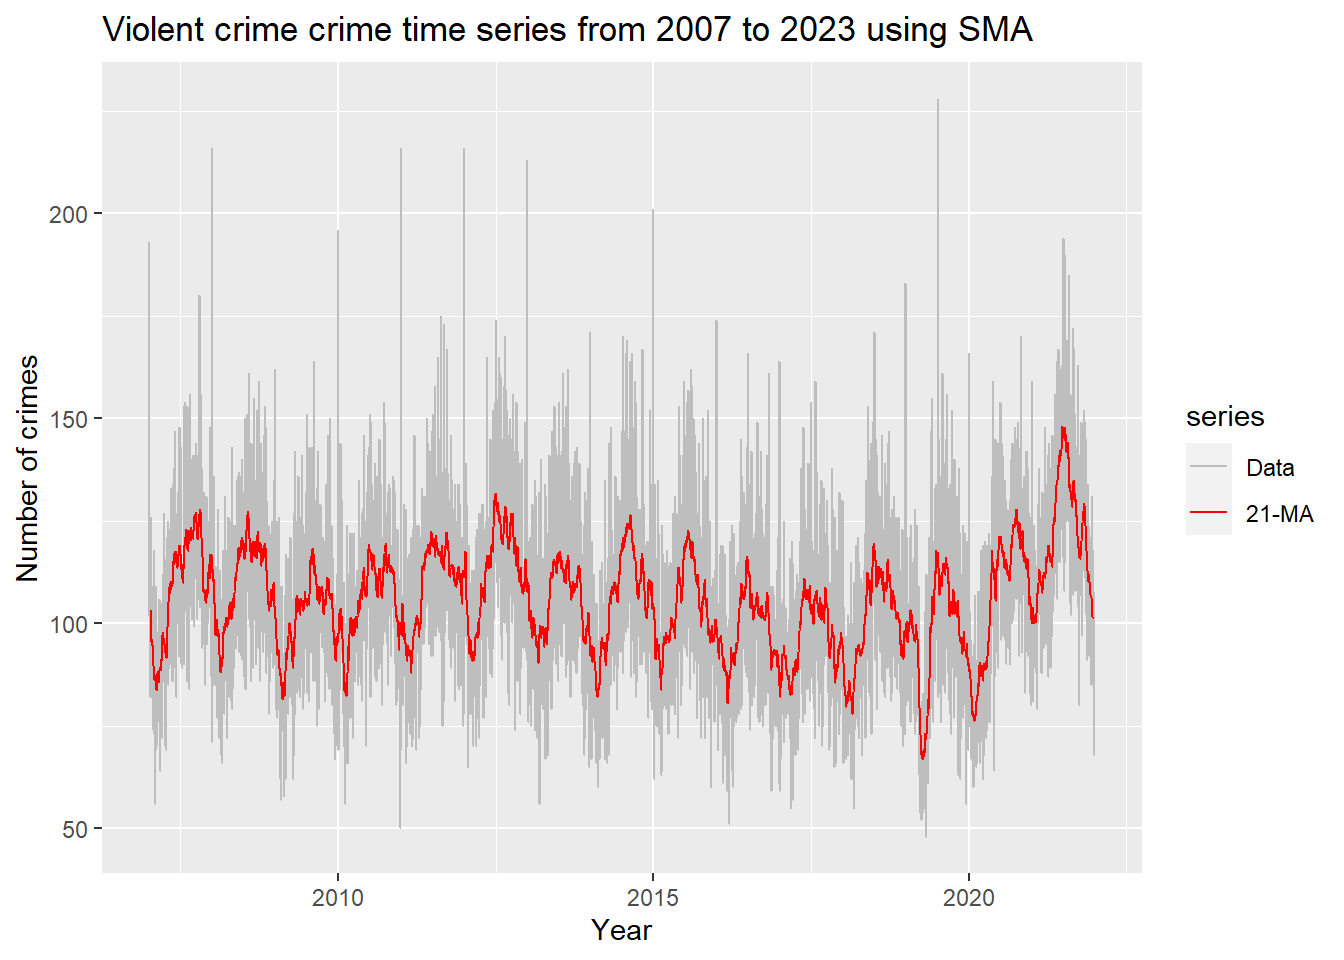 Violent crime crime time series from 2007 to 2023 using SMA
200
150
100
50
Number of crimes
2010
2015
2020
Year
series
Data
21-MA